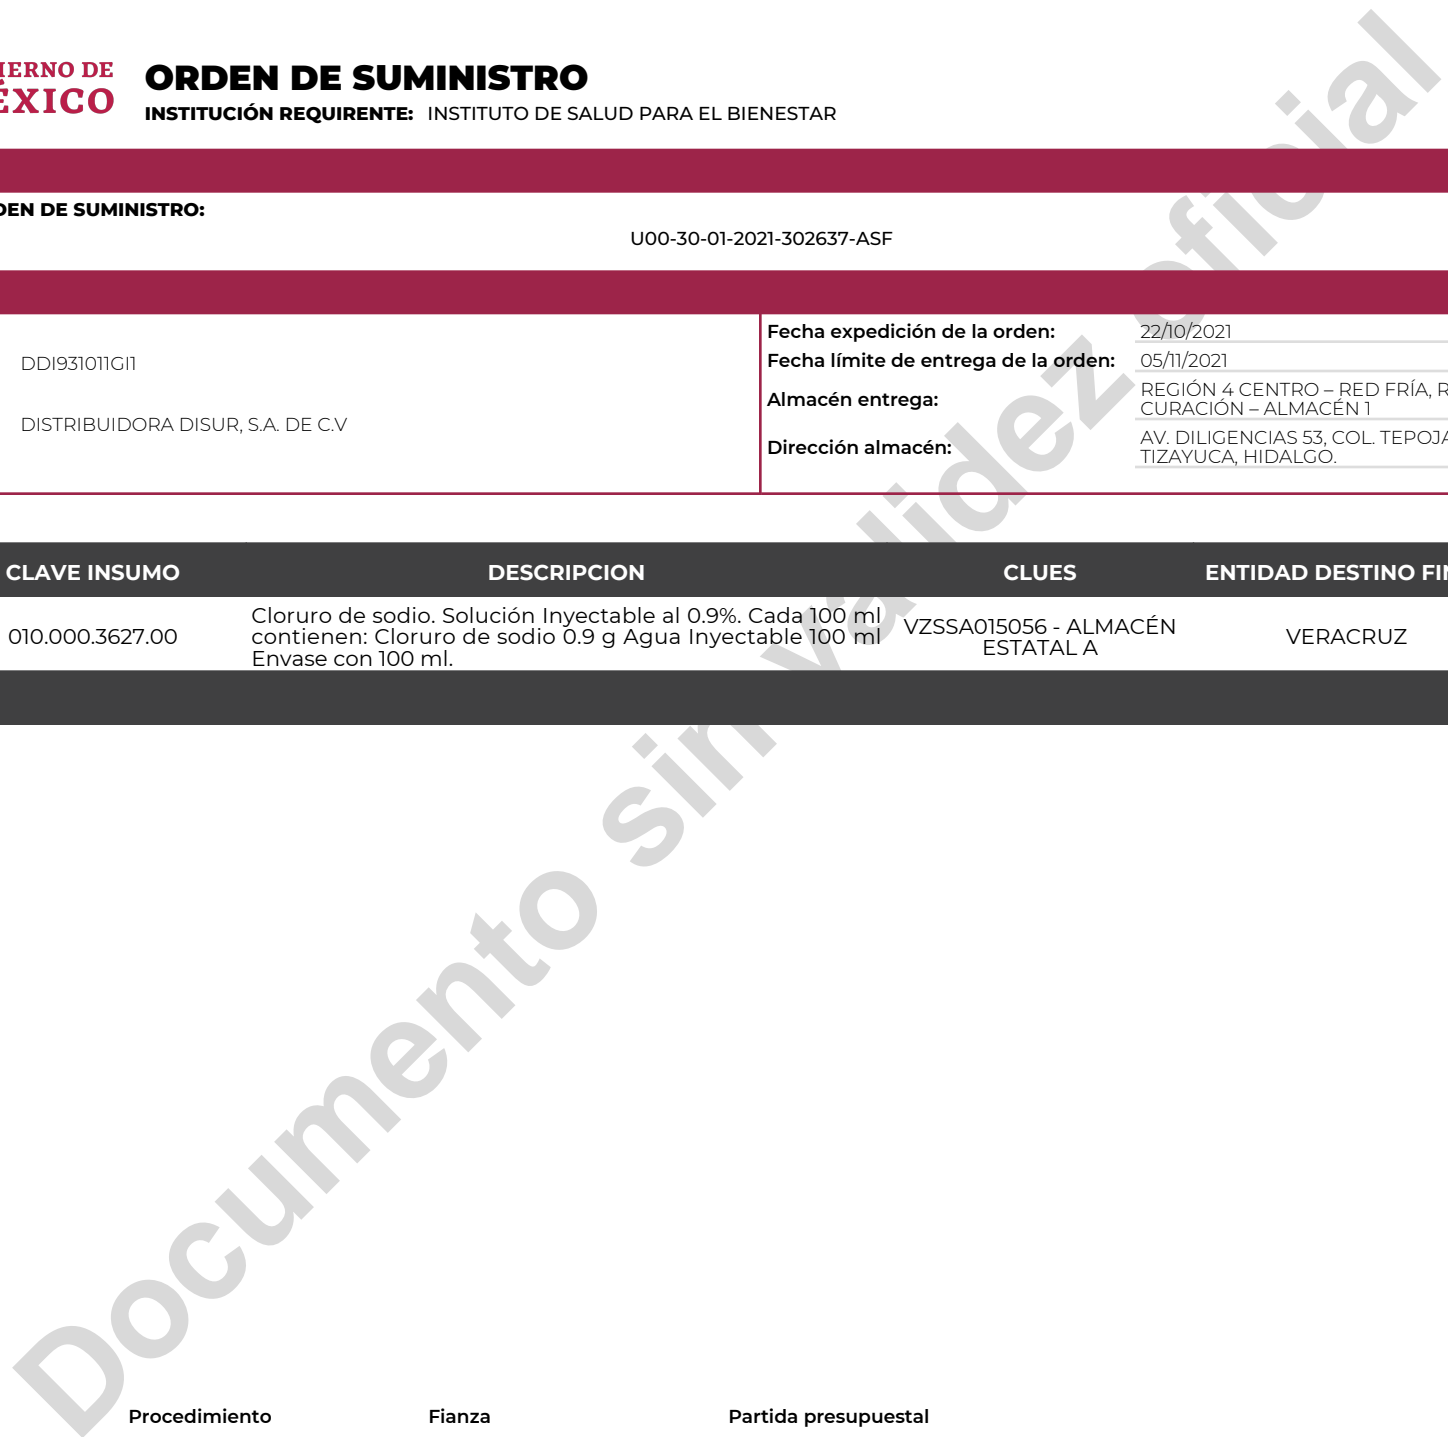 IERNO DE
ÉXICO
ORDEN DE SUMINISTRO
INSTITUCIÓN REQUIRENTE: INSTITUTO DE SALUD PARA EL BIENESTAR
DEN DE SUMINISTRO:
U00-30-01-2021-302637-ASF
DDI931011GI1
DISTRIBUIDORA DISUR, S.A. DE C.V
Fecha expedición de la orden: 22/10/2021
Fecha límite de entrega de la orden: 05/11/2021
Almacén entrega: REGIÓN 4 CENTRO – RED FRÍA, R
CURACIÓN – ALMACÉN 1
Dirección almacén: AV. DILIGENCIAS 53, COL. TEPOJA
TIZAYUCA, HIDALGO.
CLAVE INSUMO DESCRIPCION CLUES ENTIDAD DESTINO FIN
010.000.3627.00
Cloruro de sodio. Solución Inyectable al 0.9%. Cada 100 ml
contienen: Cloruro de sodio 0.9 g Agua Inyectable 100 ml
Envase con 100 ml.
VZSSA015056 - ALMACÉN
ESTATAL A
VERACRUZ
Documento sin validez oficial
Procedimiento Fianza Partida presupuestal